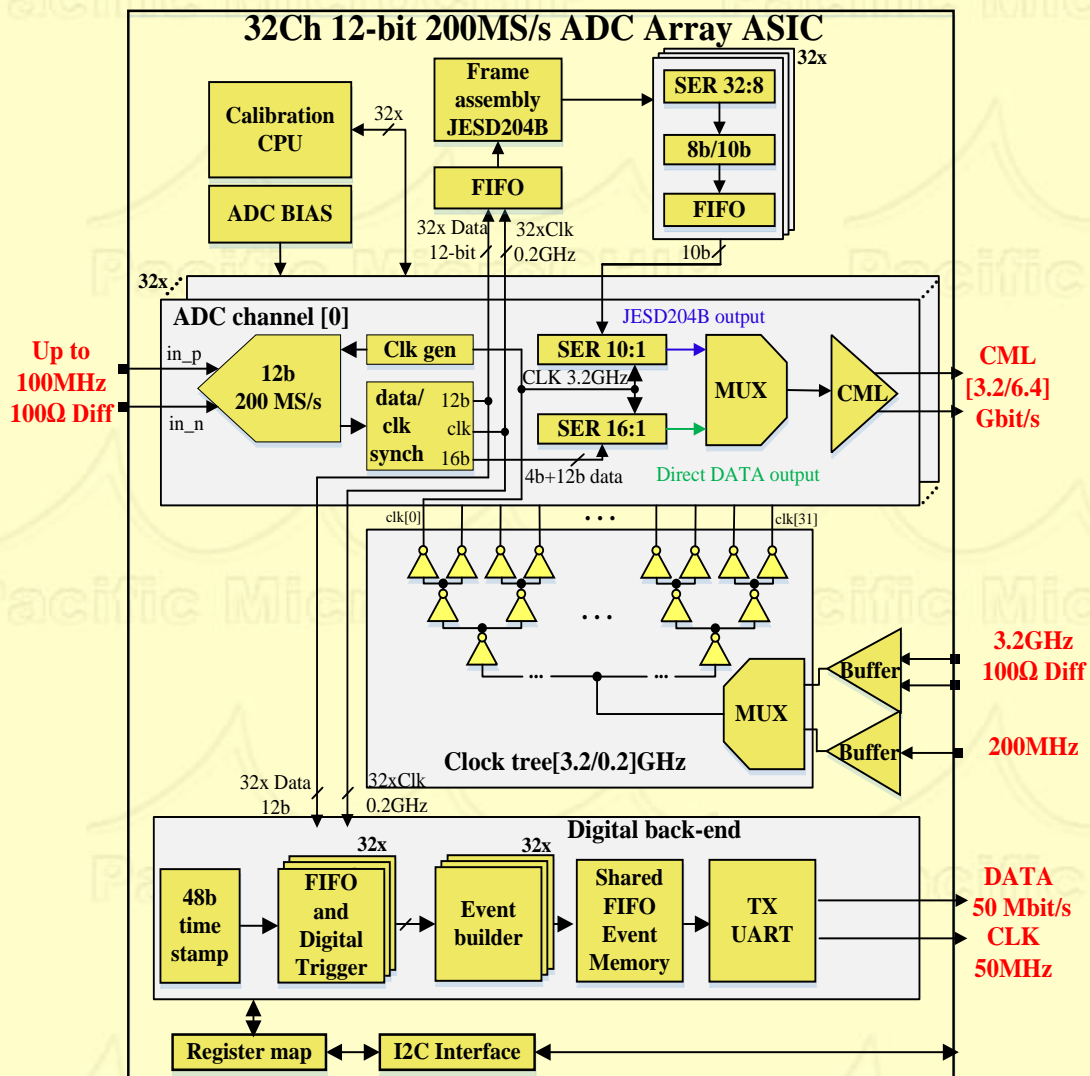 32Ch 12-bit 200MS/s ADC Array ASIC
Calibration
CPU
32x
ADC BIAS
Frame
assembly
JESD204B
FIFO
32x Data
12-bit
32xClk
0.2GHz
32x
SER 32:8
8b/10b
FIFO
10b
32x
ADC channel [0]
Up to
100MHz
100Ω Diff
in_p
in_n
12b
200 MS/s
Clk gen
data/
clk
synch
12b
clk
16b
SER 10:1
CLK 3.2GHz
SER 16:1
4b+12b data
JESD204B output
Direct DATA output
MUX
CML
CML
[3.2/6.4]
Gbit/s
clk[0]
...
clk[31]
...
...
...
MUX
Buffer
Buffer
3.2GHz
100Ω Diff
200MHz
Clock tree[3.2/0.2]GHz
32x Data
12b
32xClk
0.2GHz
Digital back-end
48b
time
stamp
32x
FIFO
and
Digital
Trigger
32x
Event
builder
Shared
FIFO
Event
Memory
TX
UART
DATA
50 Mbit/s
CLK
50MHz
Register map
I2C Interface